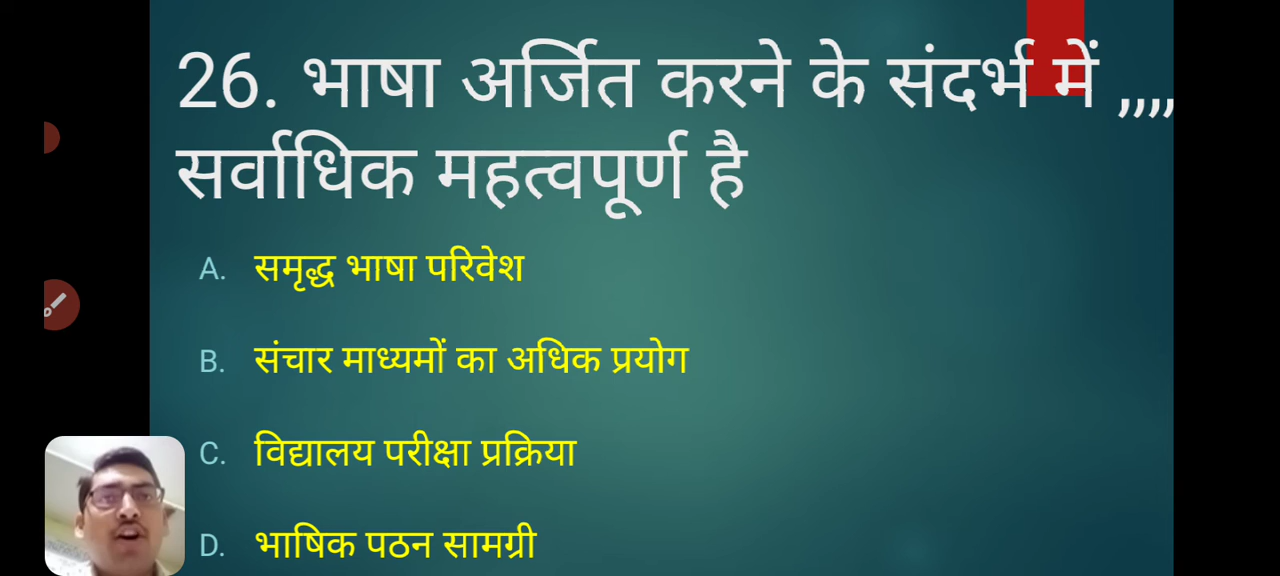 26. भाषा अर्जित करने के संदर्भ में ,,,,
सर्वाधिक महत्वपूर्ण है
A. समृद्ध भाषा परिवेश
B. संचार माध्यमों का अधिक प्रयोग
C. विद्यालय परीक्षा प्रक्रिया
D. भाषिक पठन सामग्री